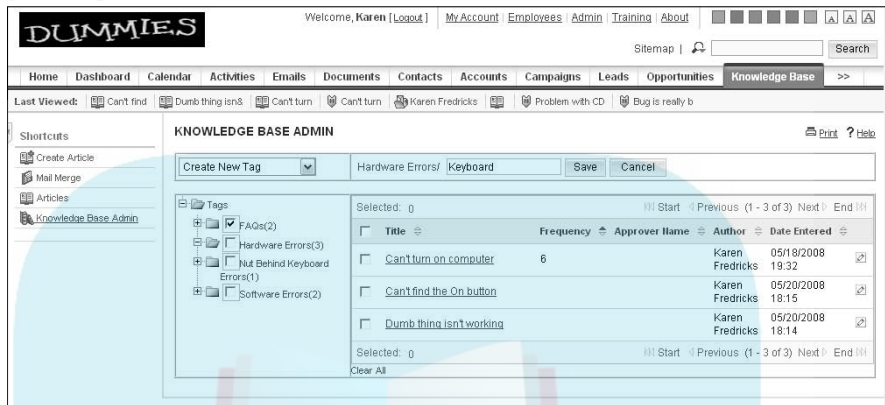 DUMMIES
Welcome, Karen [ Logout ] My Account Employees Admin Training About A A A
Sitemap Search
Home Dashboard Calendar Activities Emails Documents Contacts Accounts Campaigns Leads Opportunities Knowledge Base >>
Last Viewed: Can't find Dumb thing isn& Can't turn Can't turn Karen Fredricks Problem with CD Bug is really b
Shortcuts
Create Article
Mail Merge
Articles
Knowledge Base Admin
KNOWLEDGE BASE ADMIN
Print ? Help
Create New Tag Hardware Errors/ Keyboard Save Cancel
Tags
FAQs(2)
Hardware Errors(3)
Nut Behind Keyboard
Errors(1)
Software Errors(2)
Selected: 0 Start Previous (1 - 3 of 3) Next End
Title Frequency Approver Name Author Date Entered
Can't turn on computer 6 Karen Fredricks 05/18/2008 19:32
Can't find the On button Karen Fredricks 05/20/2008 18:15
Dumb thing isn't working Karen Fredricks 05/20/2008 18:14
Selected: 0 Start Previous (1 - 3 of 3) Next End
Clear All